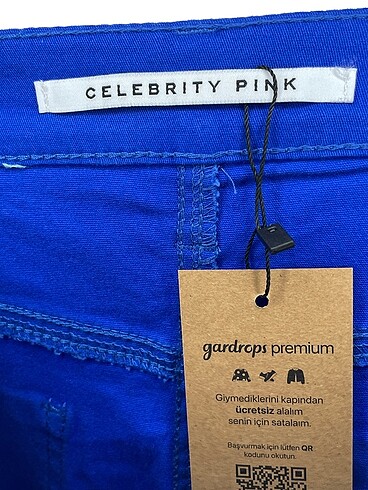 CELEBRITY PINK
gardrops premium
Giymediklerini kapından
ücretsiz alalım
senin için satalım.
Başvurmak için lütfen QR
kodunu okutun.